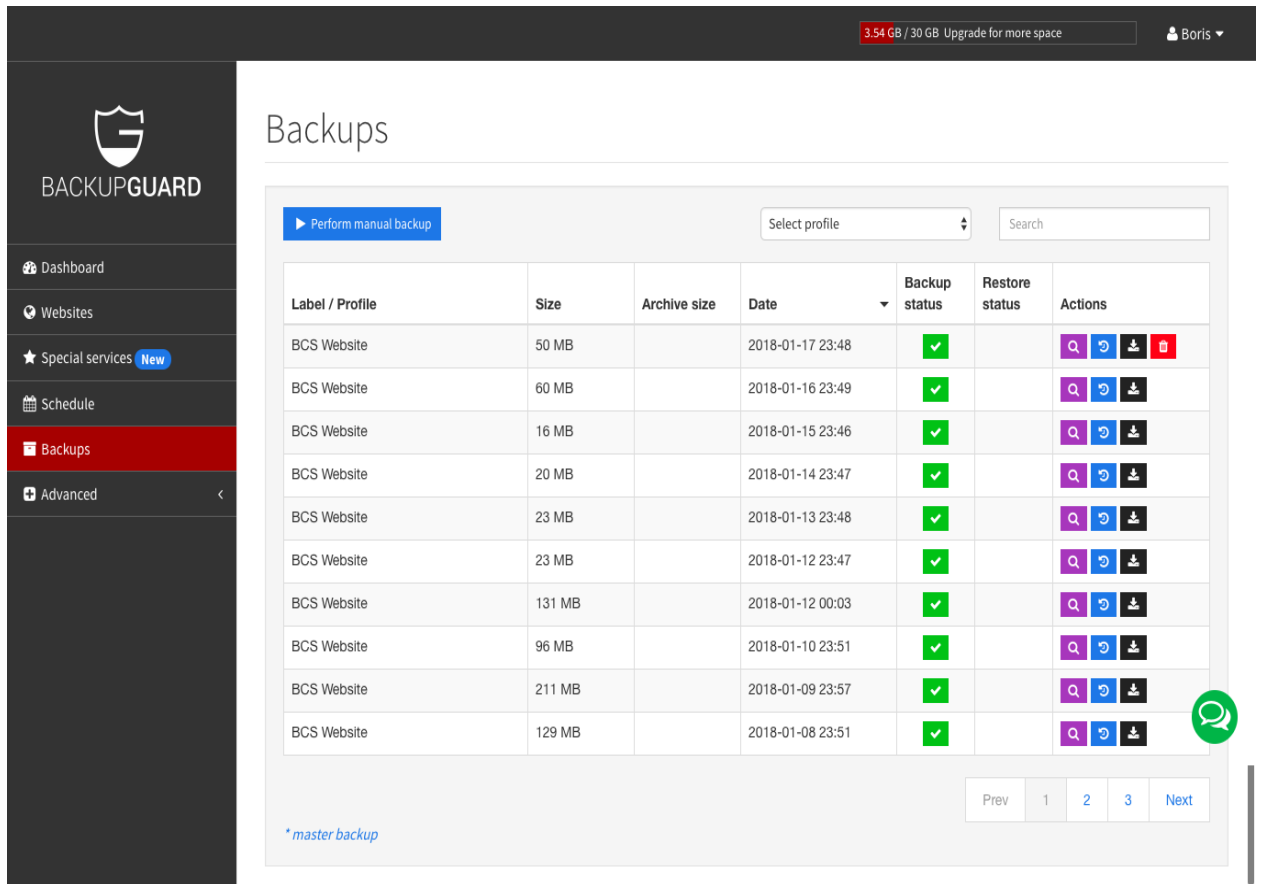 3.54 GB / 30 GB Upgrade for more space
Boris
BACKUPGUARD
Dashboard
Websites
Special services New
Schedule
Backups
Advanced
Backups
Perform manual backup
Select profile
Search
Label / Profile Size Archive size Date Backup status Restore status Actions
BCS Website 50 MB 2018-01-17 23:48
BCS Website 60 MB 2018-01-16 23:49
BCS Website 16 MB 2018-01-15 23:46
BCS Website 20 MB 2018-01-14 23:47
BCS Website 23 MB 2018-01-13 23:48
BCS Website 23 MB 2018-01-12 23:47
BCS Website 131 MB 2018-01-12 00:03
BCS Website 96 MB 2018-01-10 23:51
BCS Website 211 MB 2018-01-09 23:57
BCS Website 129 MB 2018-01-08 23:51
Prev 1 2 3 Next
* master backup